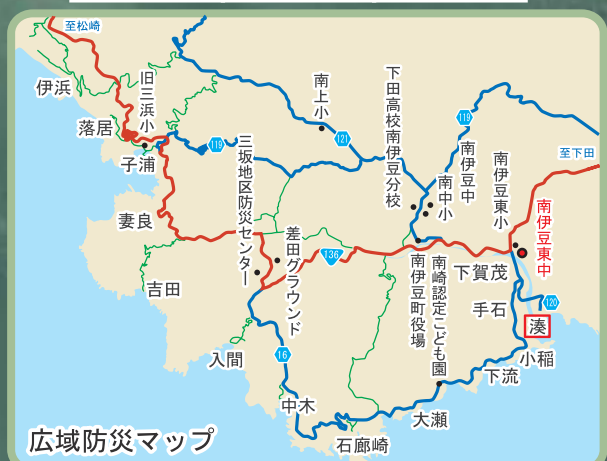 至松崎
伊浜
落居
旧三浜小
子浦
妻良
吉田
119
三坂地区防災センター
差田グラウンド
入間
南上小
121
下田高校南伊豆分校
119
南伊豆中
南中小
南伊豆東小
至下田
南伊豆東中
136
下賀茂
南伊豆町役場
南崎認定こども園
手石
120
湊
小稲
下流
大瀬
16
中木
石廊崎
広域防災マップ